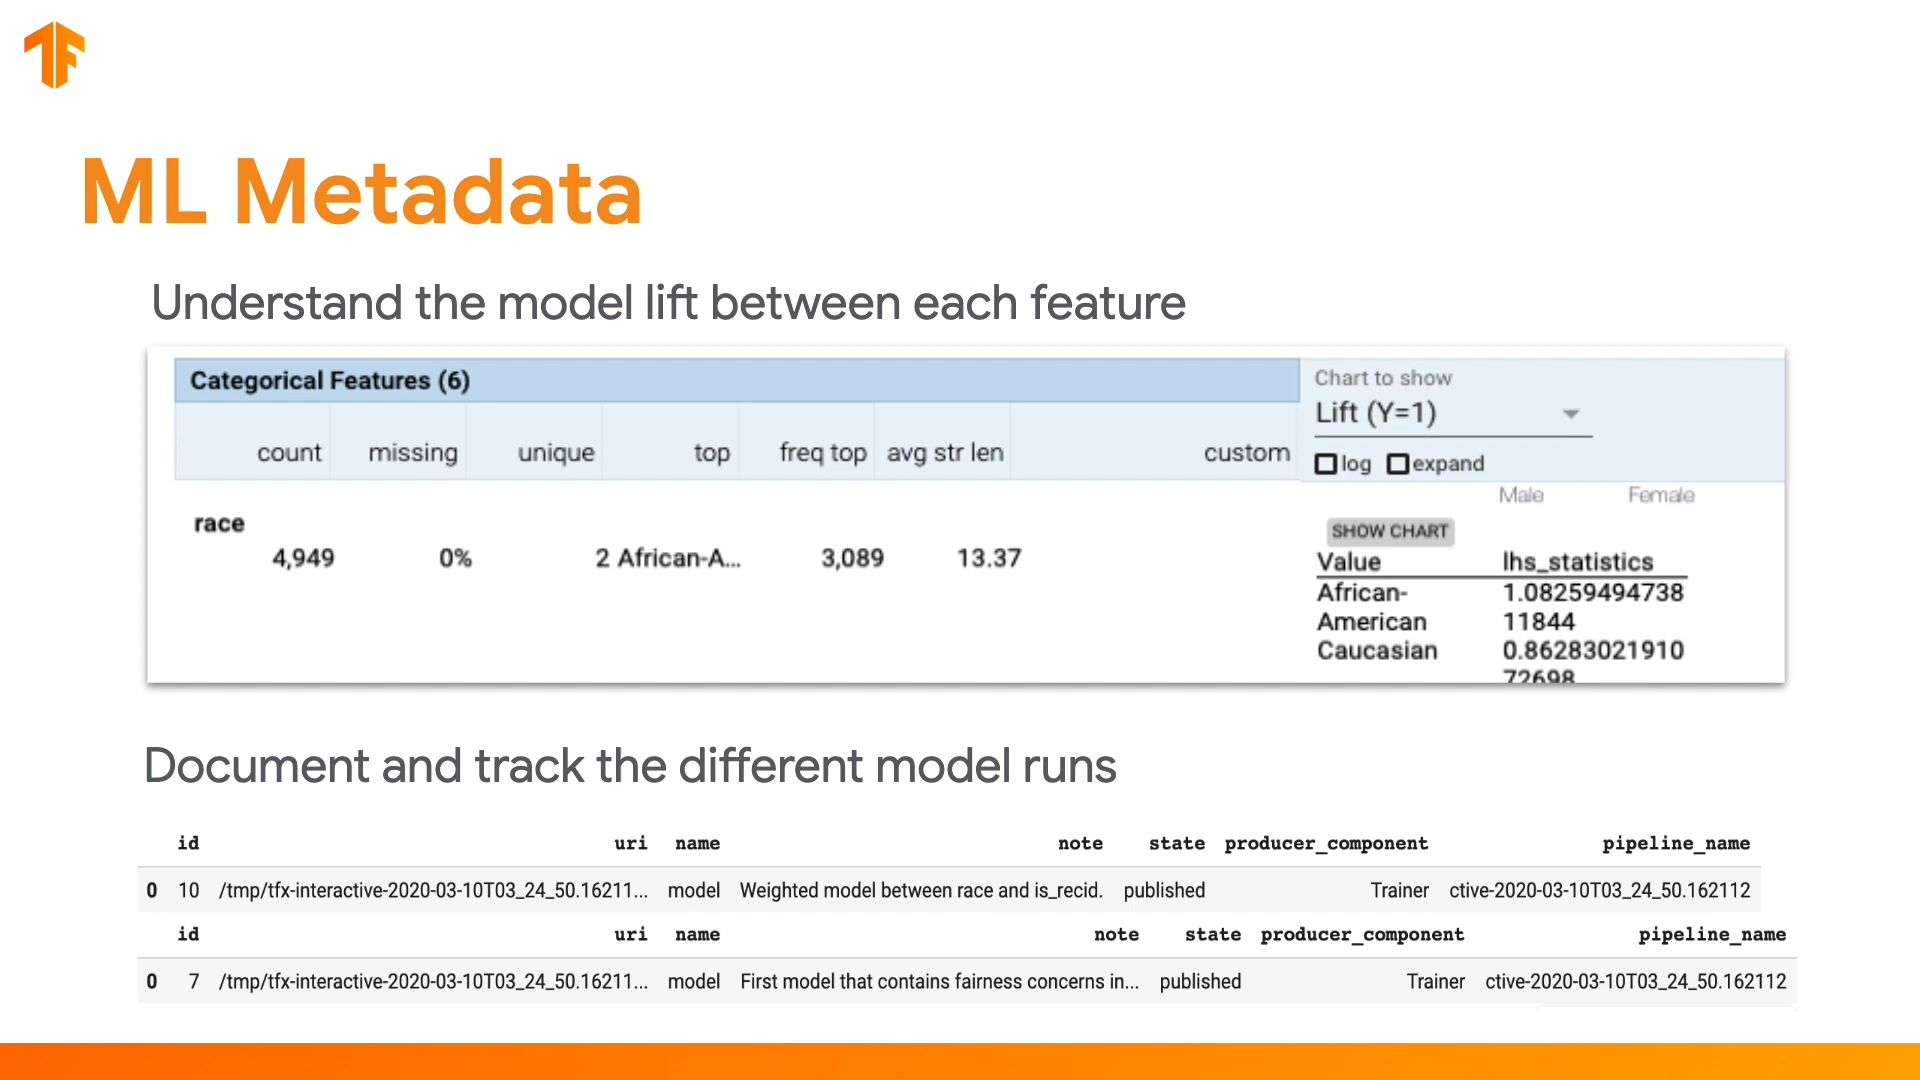 ML Metadata
Understand the model lift between each feature
Categorical Features (6)
Chart to show
Lift (Y=1)
count missing unique top freq top avg str len custom
log expand
Male Female
race
SHOW CHART
4,949 0% 2 African-A... 3,089 13.37
Value lhs_statistics
African- 1.08259494738
American 11844
Caucasian 0.86283021910
72698
Document and track the different model runs
id uri name note state producer_component pipeline_name
0 10 /tmp/tfx-interactive-2020-03-10T03_24_50.16211... model Weighted model between race and is_recid. published Trainer ctive-2020-03-10T03_24_50.162112
id uri name note state producer_component pipeline_name
0 7 /tmp/tfx-interactive-2020-03-10T03_24_50.16211... model First model that contains fairness concerns in... published Trainer ctive-2020-03-10T03_24_50.162112